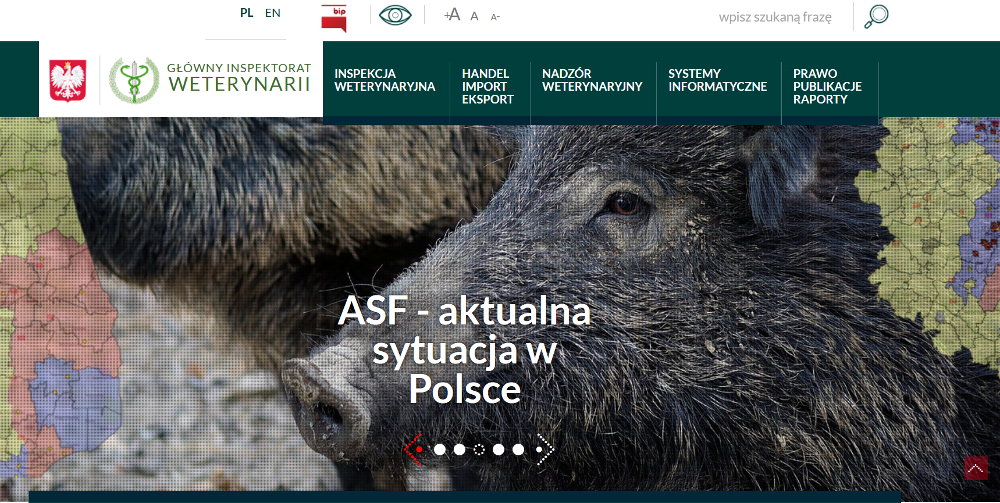 PL EN
bip
+A A A-
wpisz szukaną frazę
GŁÓWNY INSPEKTORAT
WETERYNARII
INSPEKCJA
WETERYNARYJNA
HANDEL
IMPORT
EKSPORT
NADZÓR
WETERYNARYJNY
SYSTEMY
INFORMATYCZNE
PRAWO
PUBLIKACJE
RAPORTY
ASF - aktualna
sytuacja w
Polsce